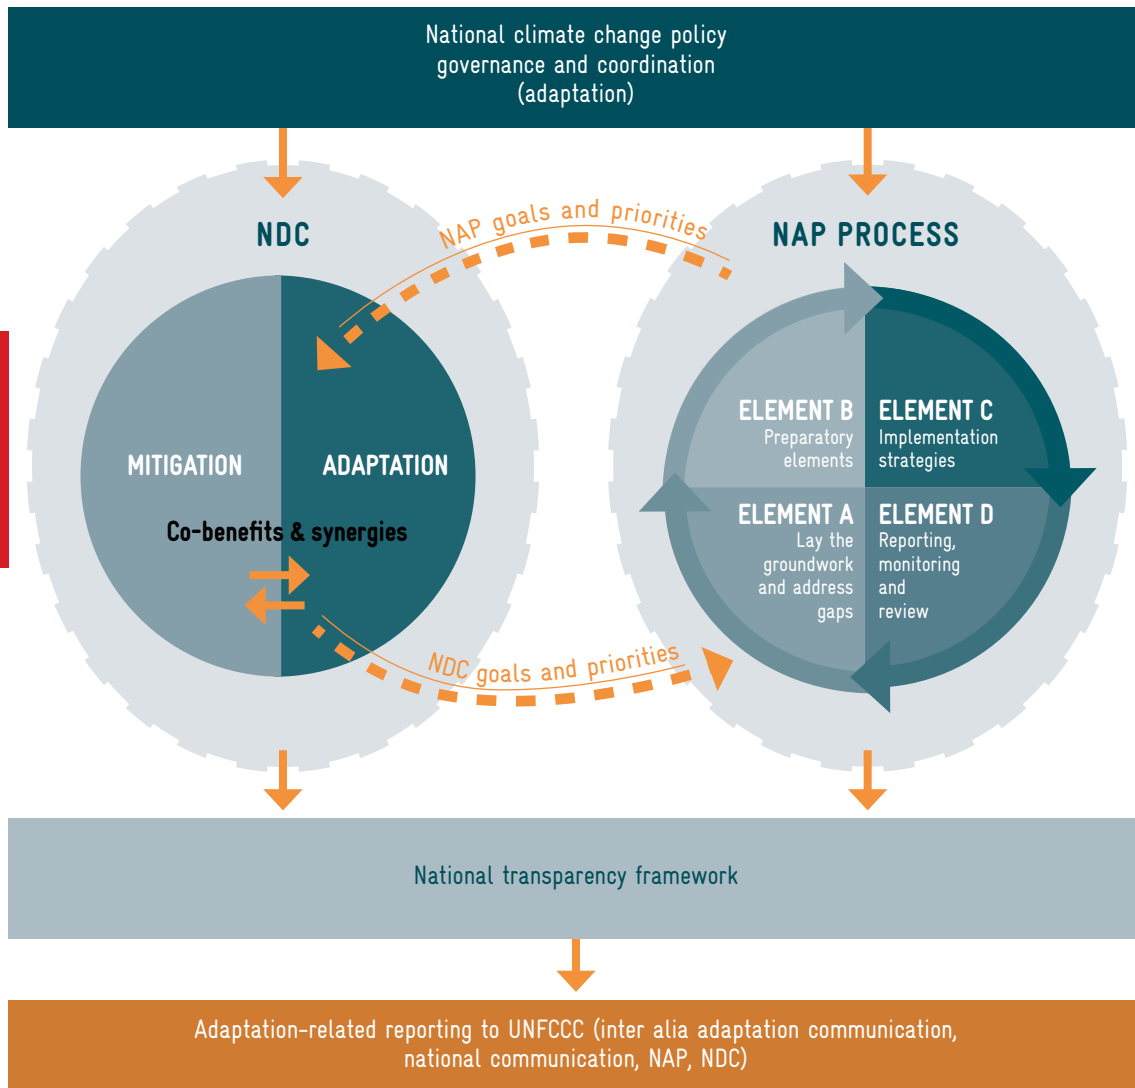 National climate change policy
governance and coordination
(adaptation)
NDC
NAP goals and priorities
NAP PROCESS
MITIGATION
ADAPTATION
Co-benefits & synergies
ELEMENT B
Preparatory
elements
ELEMENT C
Implementation
strategies
ELEMENT A
Lay the
groundwork
and address
gaps
ELEMENT D
Reporting,
monitoring
and
review
NDC goals and priorities
National transparency framework
Adaptation-related reporting to UNFCCC (inter alia adaptation communication,
national communication, NAP, NDC)